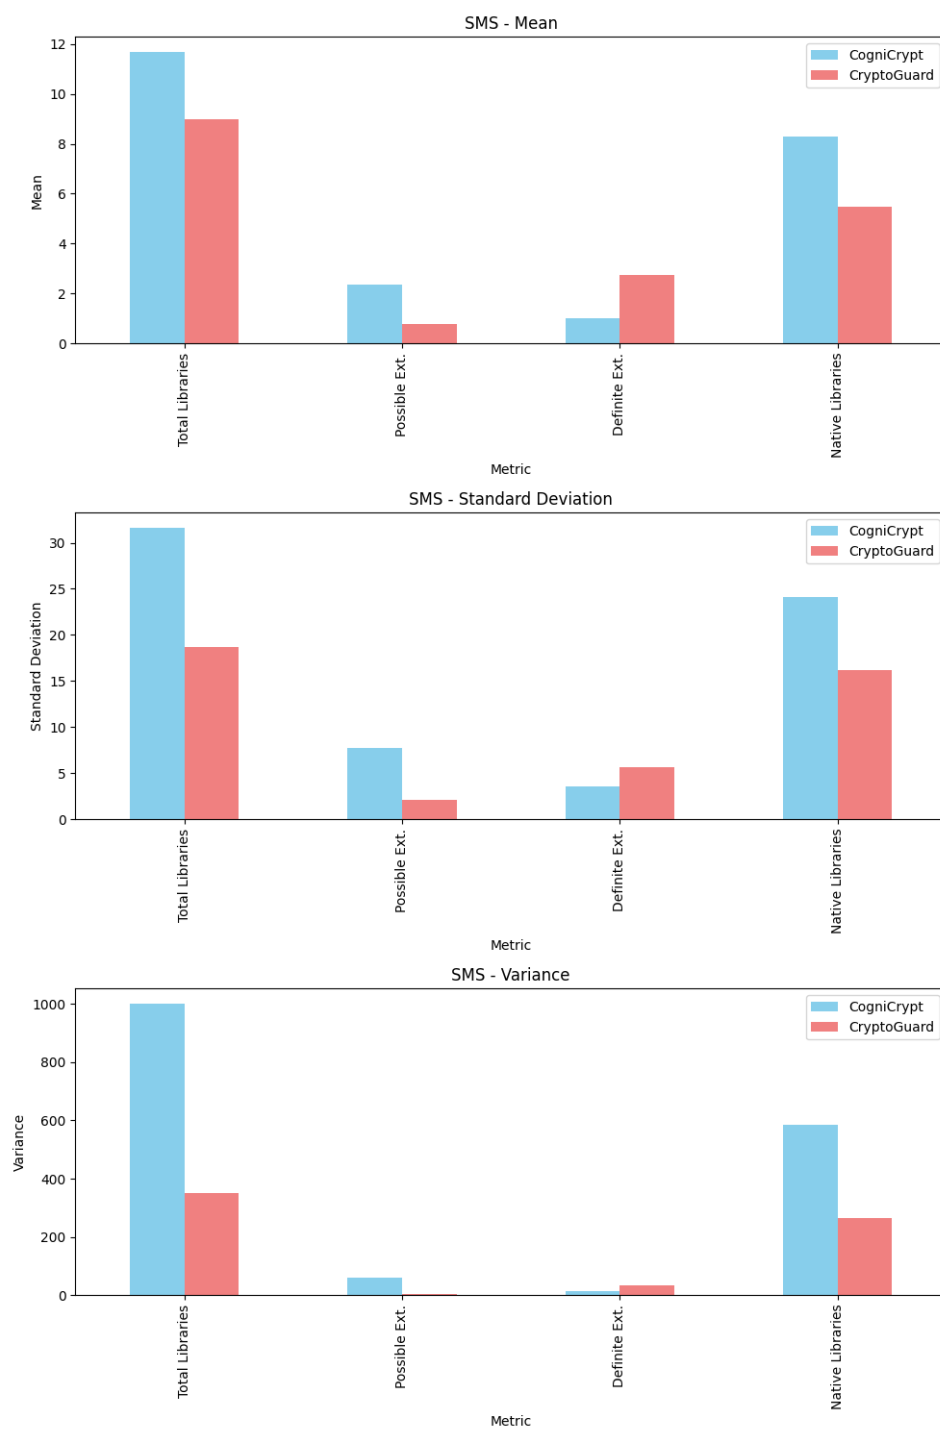 SMS - Mean
CogniCrypt
CryptoGuard
12
10
8
6
4
2
0
Mean
Total Libraries
Possible Ext.
Definite Ext.
Native Libraries
Metric
SMS - Standard Deviation
CogniCrypt
CryptoGuard
30
25
20
15
10
5
0
Standard Deviation
Total Libraries
Possible Ext.
Definite Ext.
Native Libraries
Metric
SMS - Variance
CogniCrypt
CryptoGuard
1000
800
600
400
200
0
Variance
Total Libraries
Possible Ext.
Definite Ext.
Native Libraries
Metric